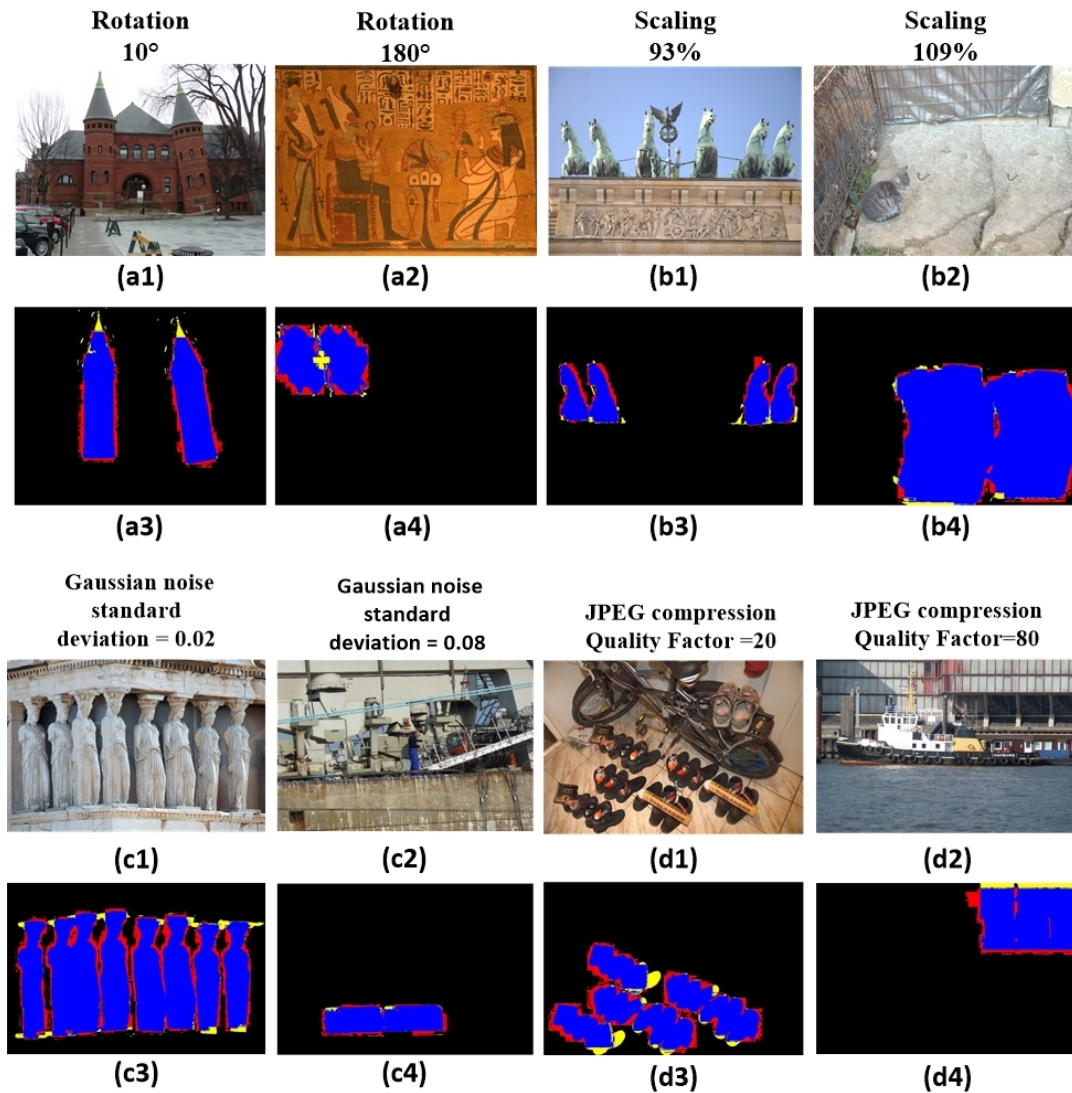 Rotation
10°
Rotation
180°
Scaling
93%
Scaling
109%
(a1)
(a2)
(b1)
(b2)
(a3)
(a4)
(b3)
(b4)
Gaussian noise
standard
deviation = 0.02
Gaussian noise
standard
deviation = 0.08
JPEG compression
Quality Factor =20
JPEG compression
Quality Factor=80
(c1)
(c2)
(d1)
(d2)
(c3)
(c4)
(d3)
(d4)